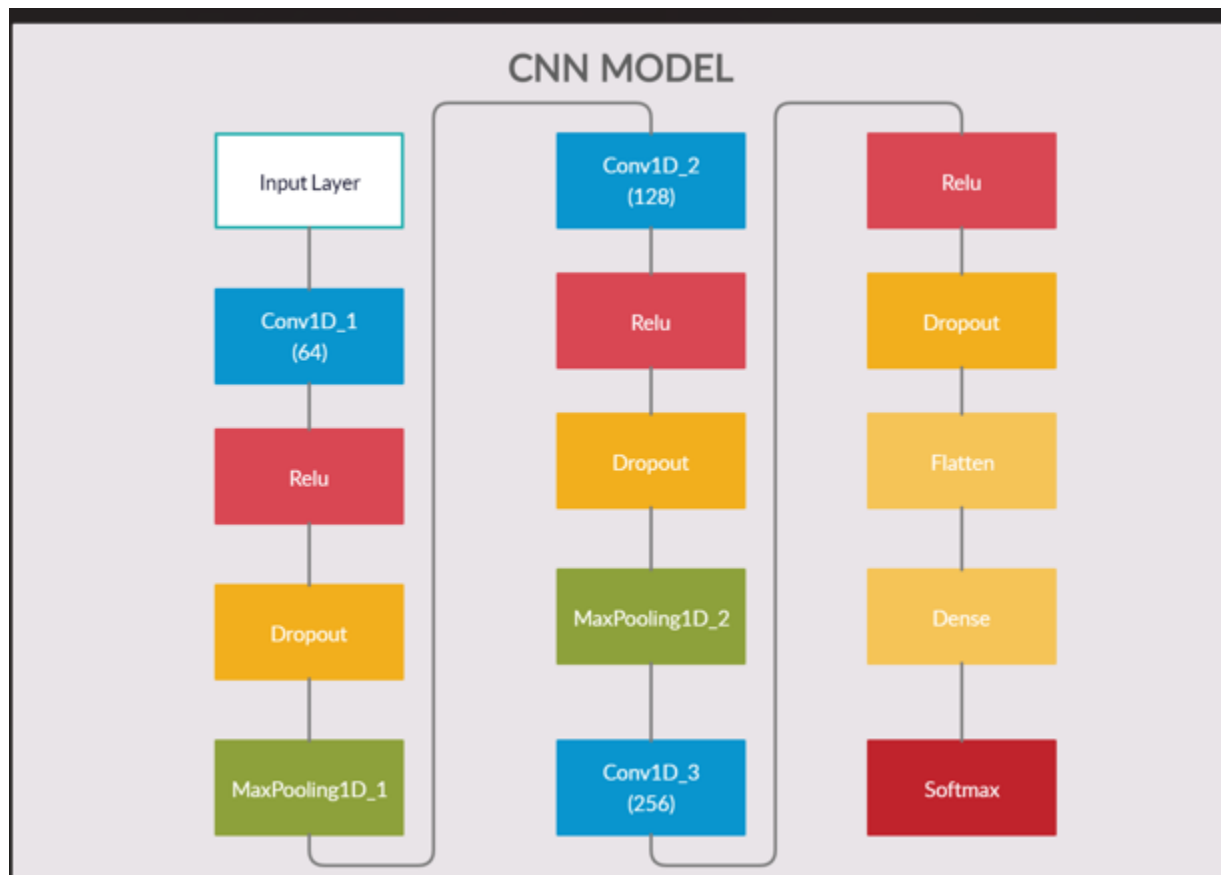 CNN MODEL
Input Layer
Conv1D_1
(64)
Relu
Dropout
MaxPooling1D_1
Conv1D_2
(128)
Relu
Dropout
MaxPooling1D_2
Conv1D_3
(256)
Relu
Dropout
Flatten
Dense
Softmax